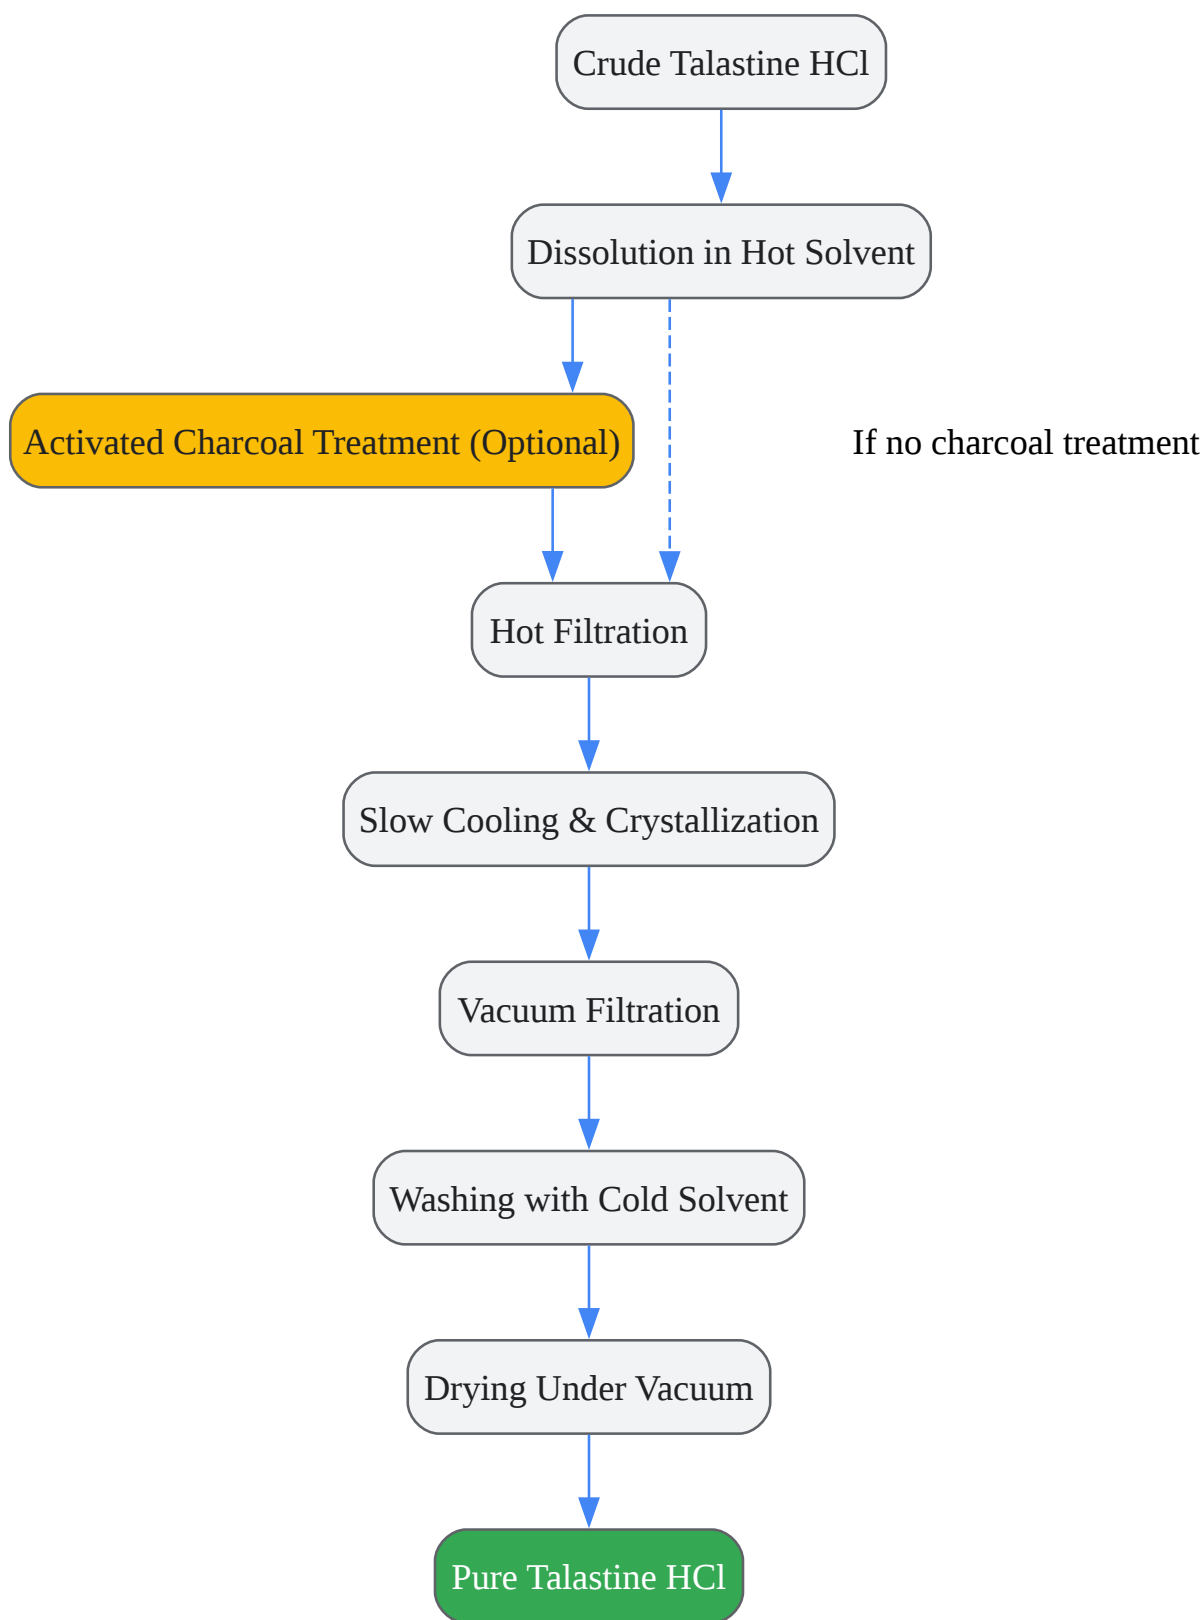 Crude Talastine HCl
Dissolution in Hot Solvent
Activated Charcoal Treatment (Optional)
If no charcoal treatment
Hot Filtration
Slow Cooling & Crystallization
Vacuum Filtration
Washing with Cold Solvent
Drying Under Vacuum
Pure Talastine HCl